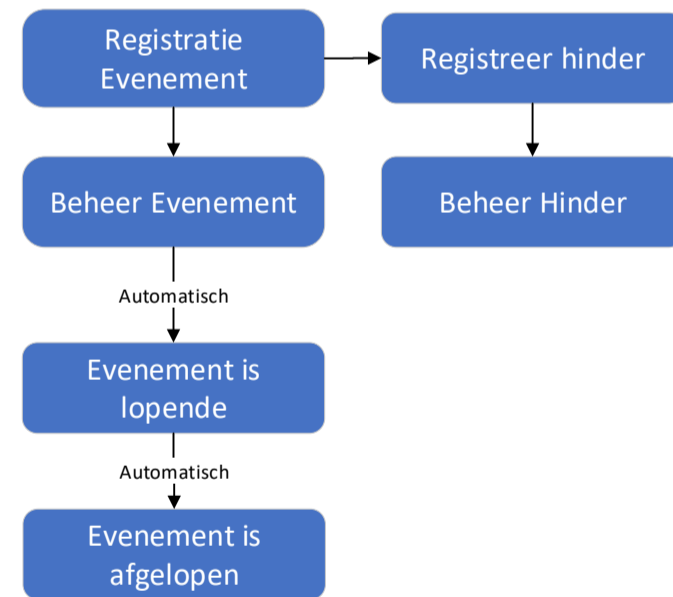 Registratie
Evenement
Registreer hinder
Beheer Evenement
Beheer Hinder
Automatisch
Evenement is
lopende
Automatisch
Evenement is
afgelopen